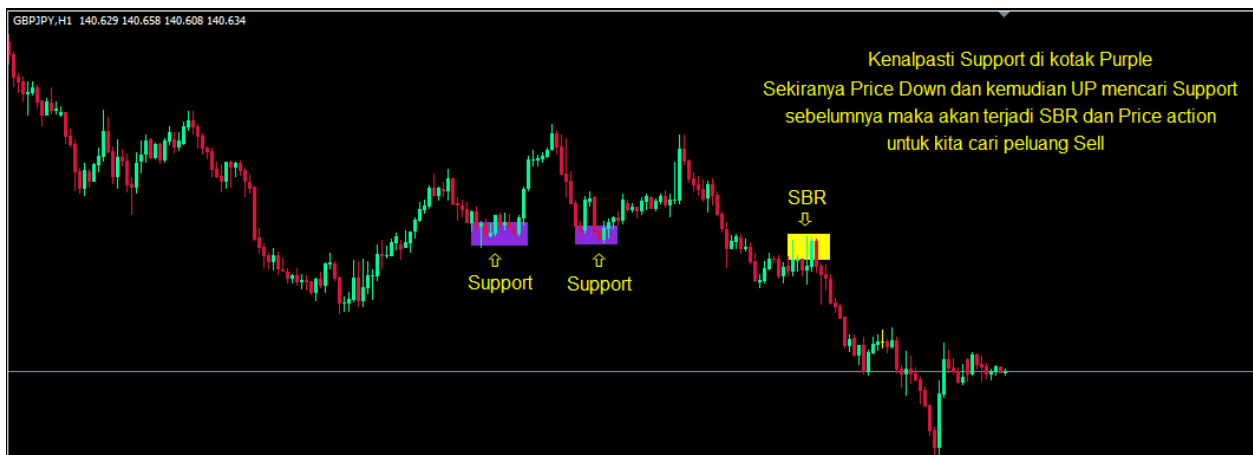 GBPJPY,H1 140.629 140.658 140.608 140.634
Kenalpasti Support di kotak Purple
Sekiranya Price Down dan kemudian UP mencari Support
sebelumnya maka akan terjadi SBR dan Price action
untuk kita cari peluang Sell
SBR
Support
Support